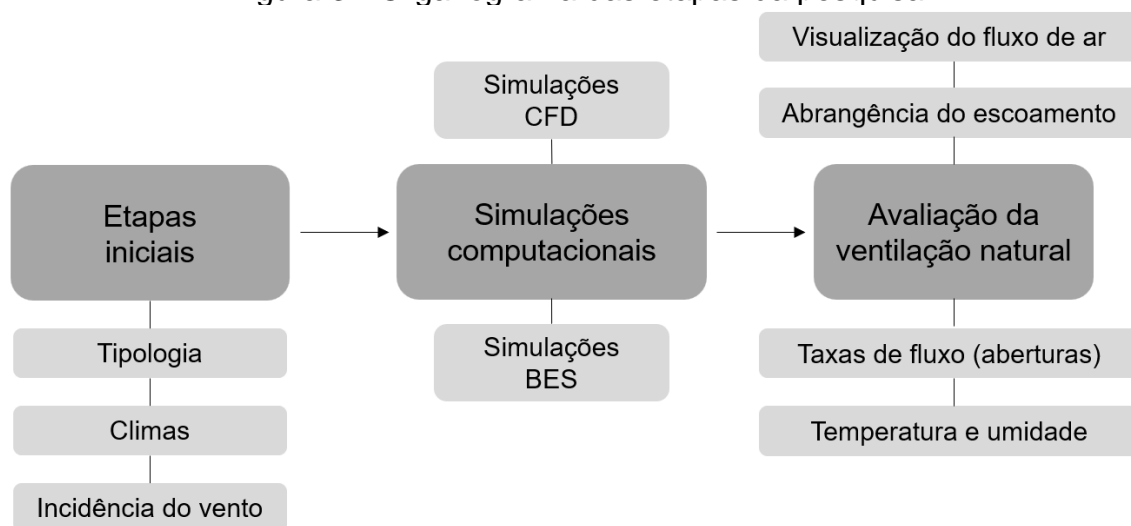 Visualização do fluxo de ar
Abrangência do escoamento
Simulações
CFD
Etapas
iniciais
Simulações
computacionais
Avaliação da
ventilação natural
Tipologia
Climas
Incidência do vento
Simulações
BES
Taxas de fluxo (aberturas)
Temperatura e umidade